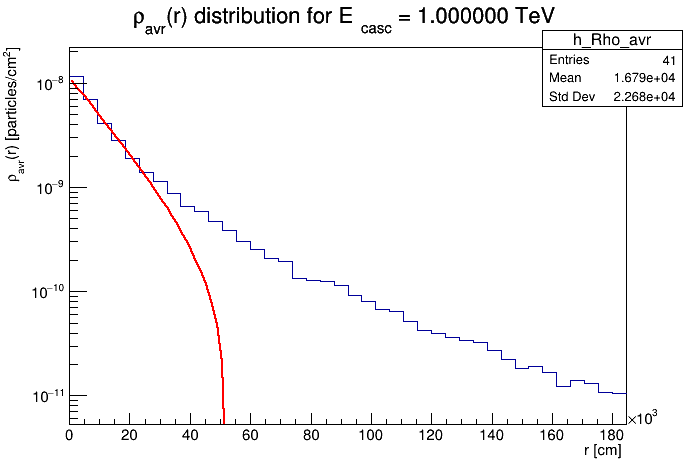 ρavr(r) distribution for E casc = 1.000000 TeV
h_Rho_avr
Entries 41
Mean 1.679e+04
Std Dev 2.268e+04
ρavr(r) [particles/cm²]
10⁻⁸
10⁻⁹
10⁻¹⁰
10⁻¹¹
0 20 40 60 80 100 120 140 160 180
×10³
r [cm]